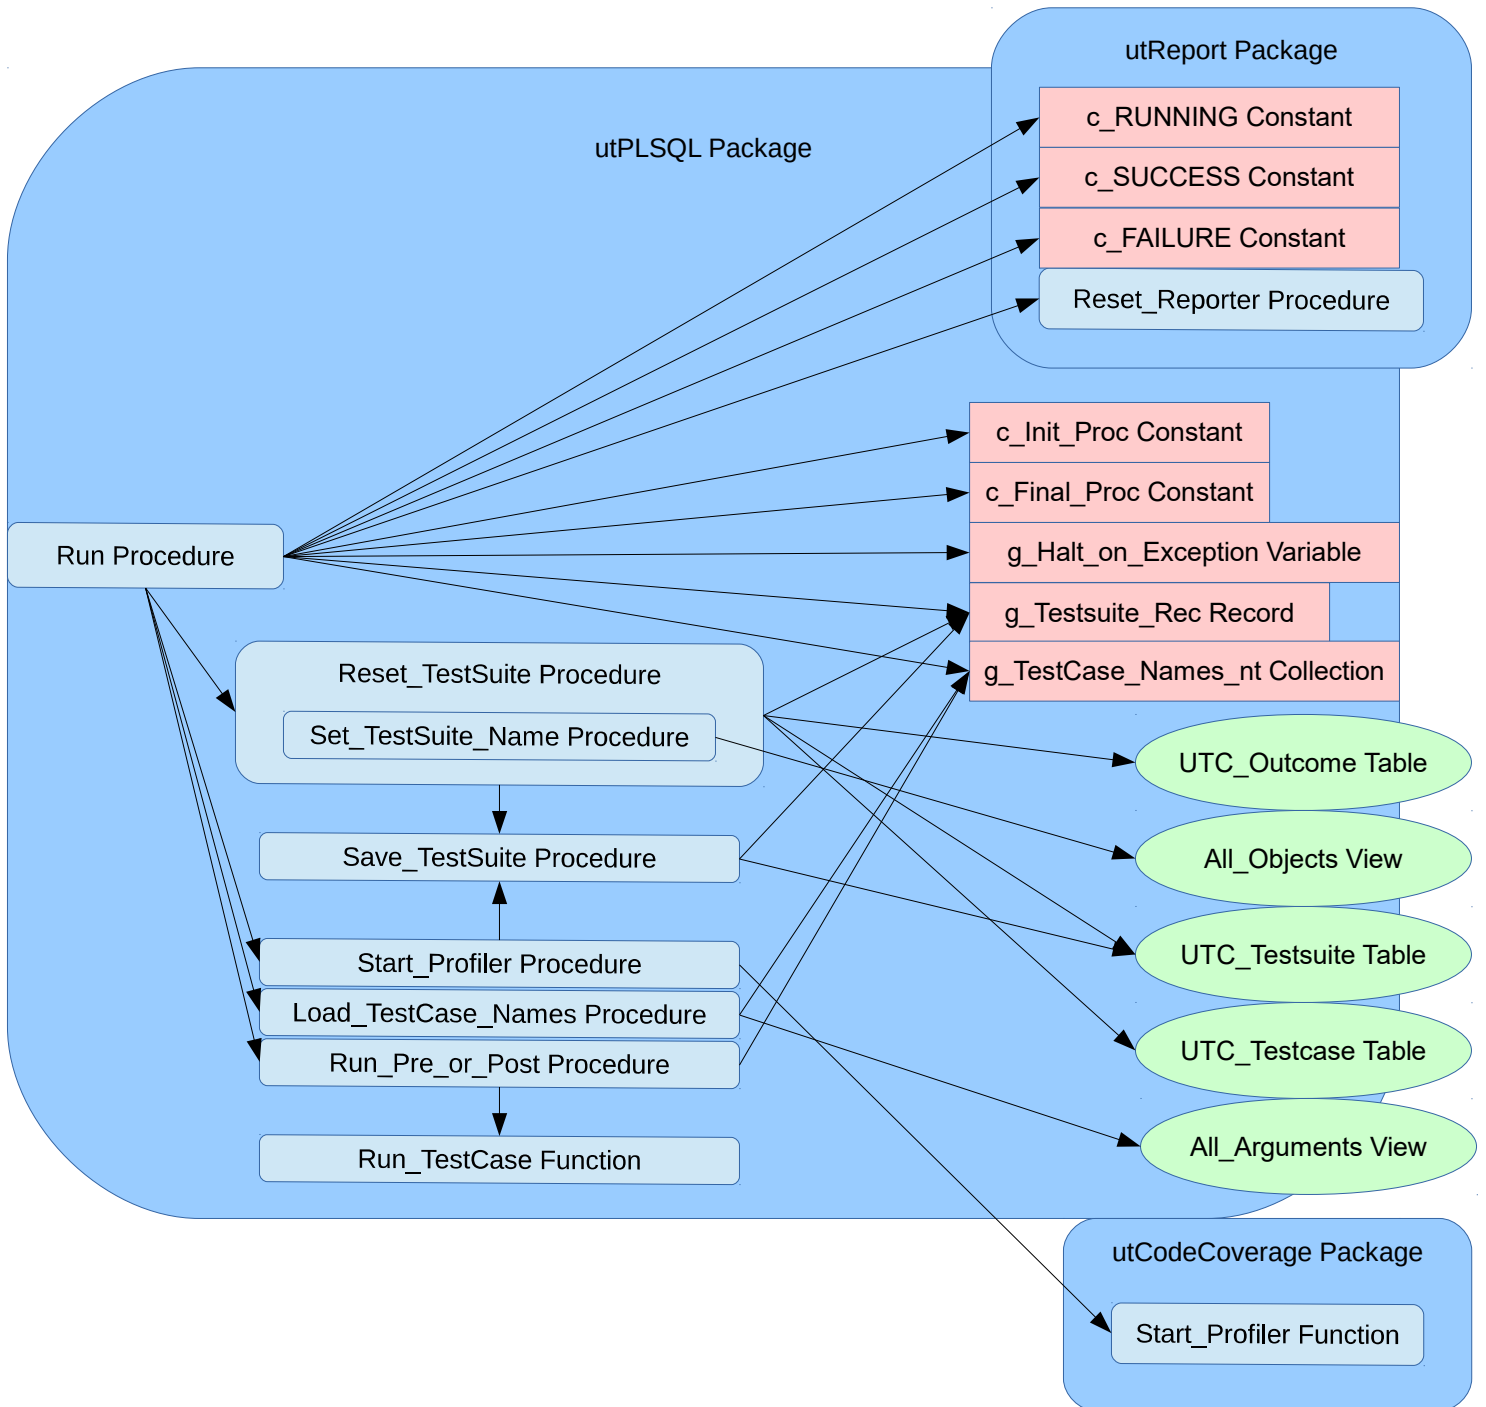 utReport Package
c_RUNNING Constant
utPLSQL Package
c_SUCCESS Constant
c_FAILURE Constant
Reset_Reporter Procedure
c_Init_Proc Constant
c_Final_Proc Constant
Run Procedure
g_Halt_on_Exception Variable
g_Testsuite_Rec Record
Reset_TestSuite Procedure
g_TestCase_Names_nt Collection
Set_TestSuite_Name Procedure
UTC_Outcome Table
Save_TestSuite Procedure
All_Objects View
Start_Profiler Procedure
UTC_Testsuite Table
Load_TestCase_Names Procedure
Run_Pre_or_Post Procedure
UTC_Testcase Table
Run_TestCase Function
All_Arguments View
utCodeCoverage Package
Start_Profiler Function